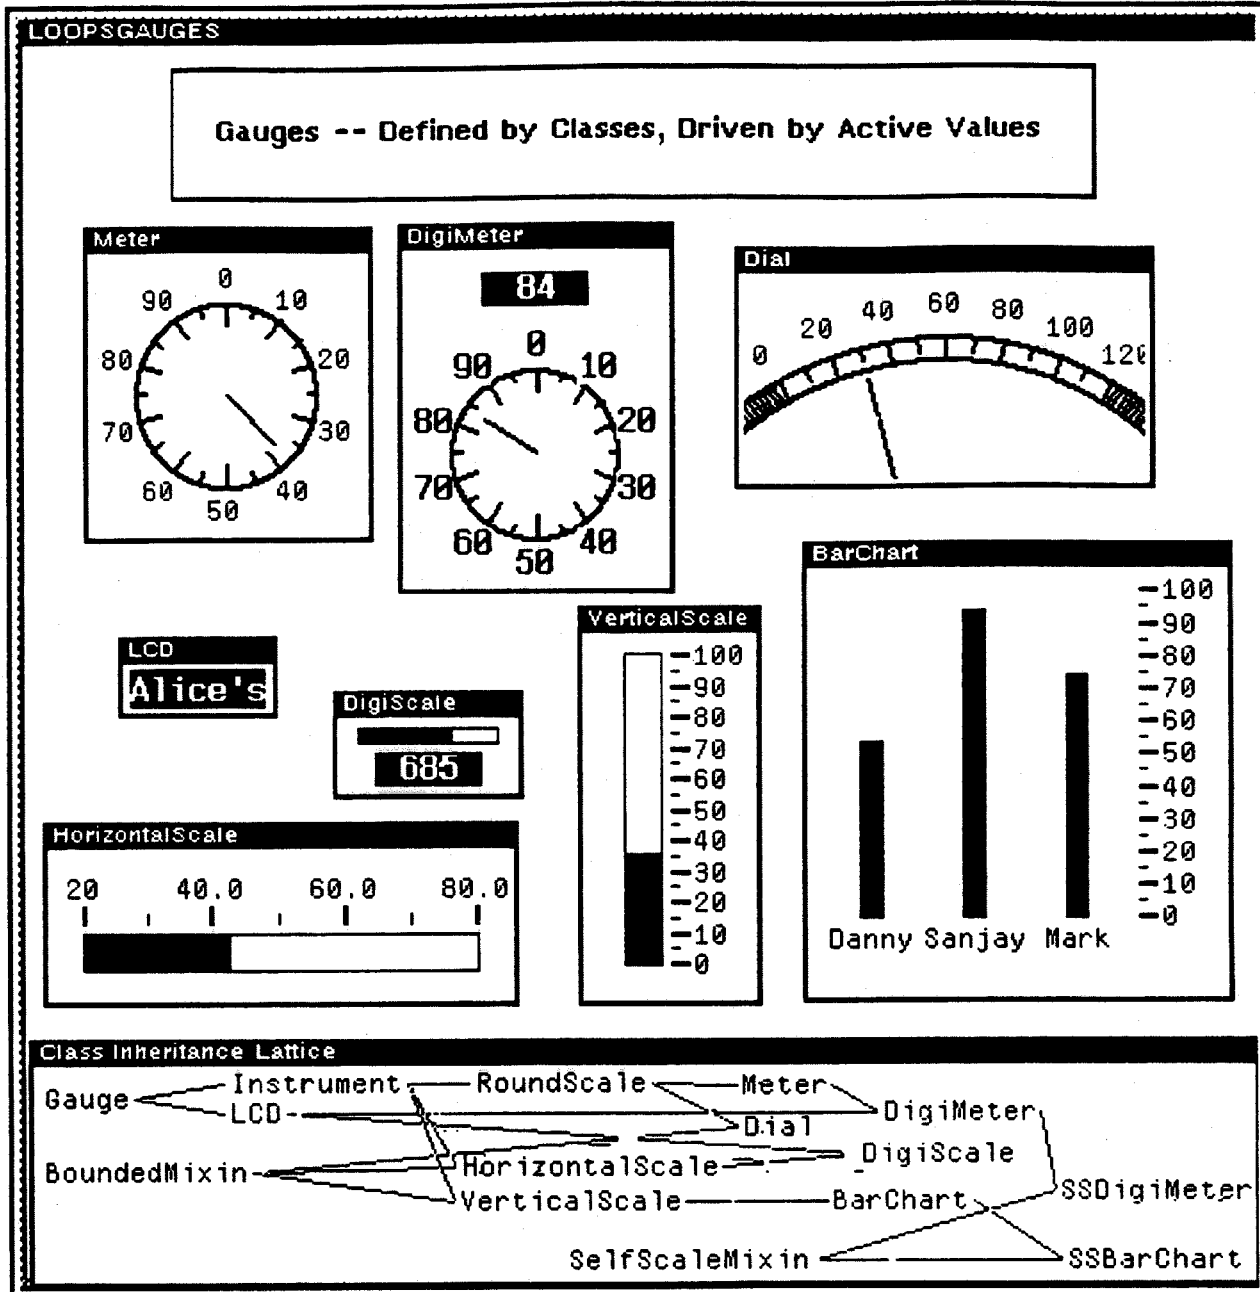 LOOPSGAUGES
Gauges -- Defined by Classes, Driven by Active Values
Meter
0
10
20
30
40
50
60
70
80
90
DigiMeter
84
0
10
20
30
40
50
60
70
80
90
Dial
0
20
40
60
80
100
120
LCD
Alice's
DigiScale
685
VerticalScale
100
90
80
70
60
50
40
30
20
10
0
BarChart
100
90
80
70
60
50
40
30
20
10
0
Danny Sanjay Mark
HorizontalScale
20 40.0 60.0 80.0
Class Inheritance Lattice
Gauge Instrument RoundScale Meter
LCD DigiMeter
Dial
BoundedMixin HorizontalScale DigiScale
VerticalScale BarChart SSDigiMeter
SelfScaleMixin SSBarChart